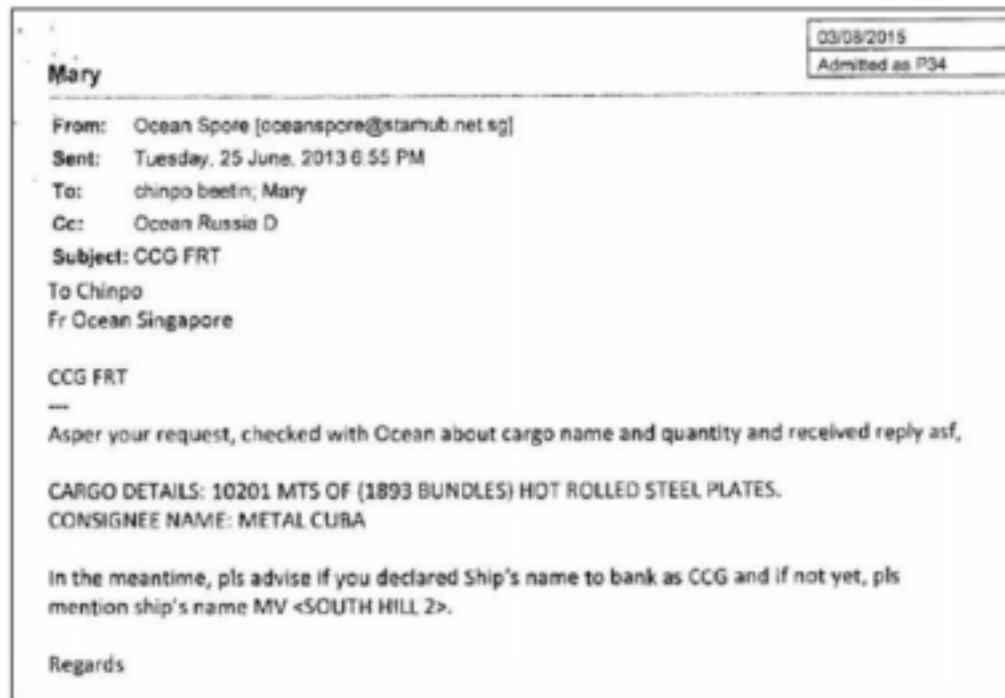 03/08/2015
Admitted as P34
Mary
From: Ocean Spore [oceanspore@starhub.net.sg]
Sent: Tuesday, 25 June, 2013 6:55 PM
To: chinpo beetin; Mary
Cc: Ocean Russia D
Subject: CCG FRT
To Chinpo
Fr Ocean Singapore
CCG FRT
---
Asper your request, checked with Ocean about cargo name and quantity and received reply asf,
CARGO DETAILS: 10201 MTS OF (1893 BUNDLES) HOT ROLLED STEEL PLATES.
CONSIGNEE NAME: METAL CUBA
In the meantime, pls advise if you declared Ship's name to bank as CCG and if not yet, pls
mention ship's name MV <SOUTH HILL 2>.
Regards